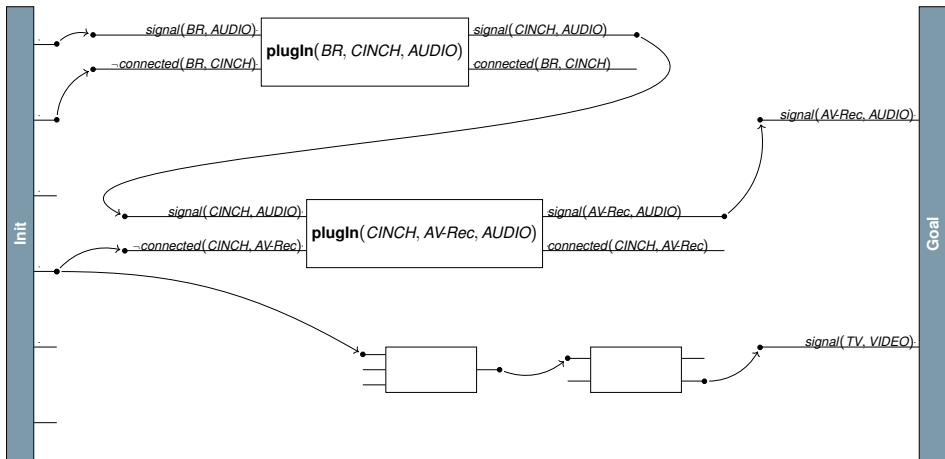 signal(BR, AUDIO)
plugIn(BR, CINCH, AUDIO)
signal(CINCH, AUDIO)
¬connected(BR, CINCH)
connected(BR, CINCH)
signal(AV-Rec, AUDIO)
signal(CINCH, AUDIO)
plugIn(CINCH, AV-Rec, AUDIO)
signal(AV-Rec, AUDIO)
¬connected(CINCH, AV-Rec)
connected(CINCH, AV-Rec)
Init
Goal
signal(TV, VIDEO)